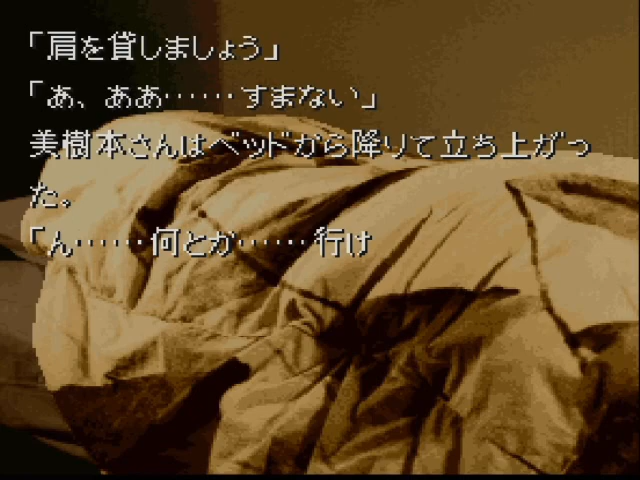 「肩を貸しましょう」
「あ、ああ……すまない」
美樹本さんはベッドから降りて立ち上がっ
た。
「ん……何とか……行け